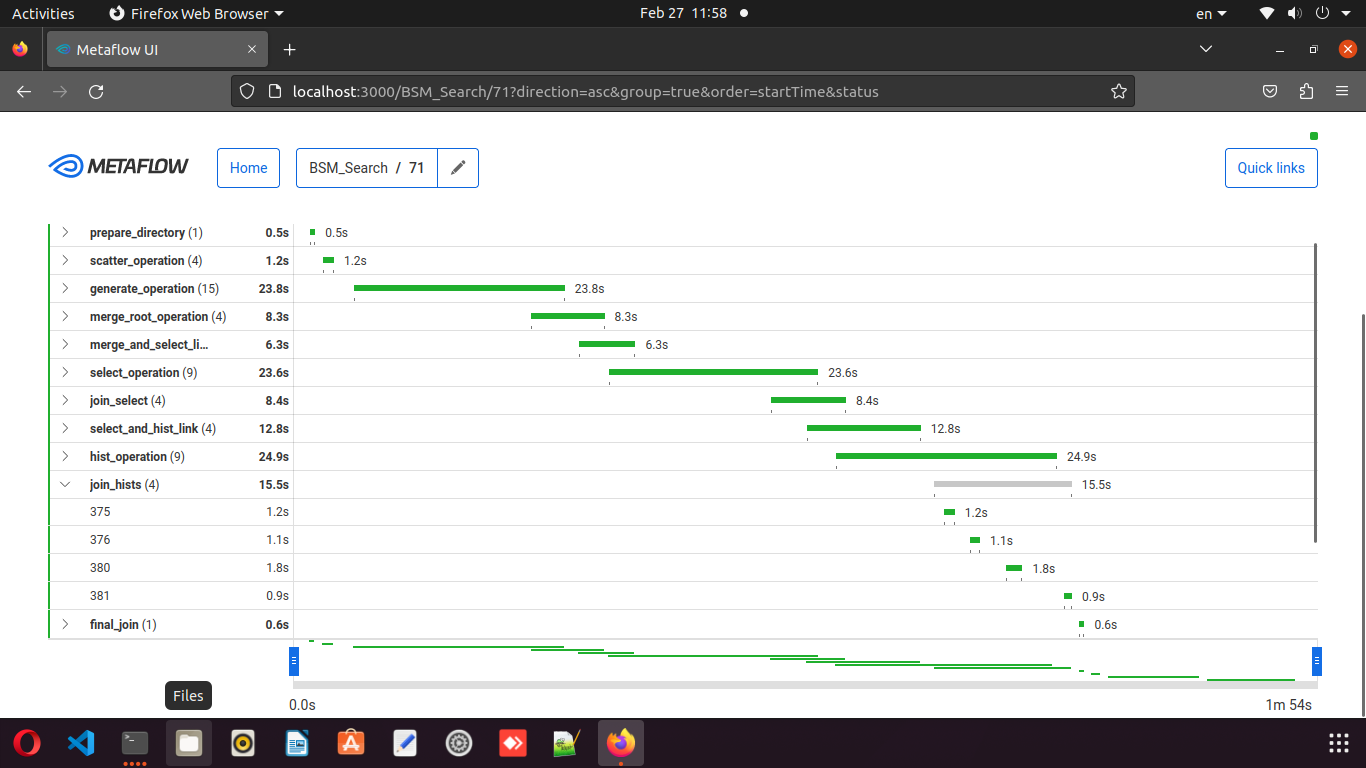 Activities Firefox Web Browser Feb 27 11:58 en
Metaflow UI
localhost:3000/BSM_Search/71?direction=asc&group=true&order=startTime&status
METAFLOW Home BSM_Search / 71 Quick links
prepare_directory (1) 0.5s 0.5s
scatter_operation (4) 1.2s 1.2s
generate_operation (15) 23.8s 23.8s
merge_root_operation (4) 8.3s 8.3s
merge_and_select_li... 6.3s 6.3s
select_operation (9) 23.6s 23.6s
join_select (4) 8.4s 8.4s
select_and_hist_link (4) 12.8s 12.8s
hist_operation (9) 24.9s 24.9s
join_hists (4) 15.5s 15.5s
375 1.2s 1.2s
376 1.1s 1.1s
380 1.8s 1.8s
381 0.9s 0.9s
final_join (1) 0.6s 0.6s
Files
0.0s 1m 54s